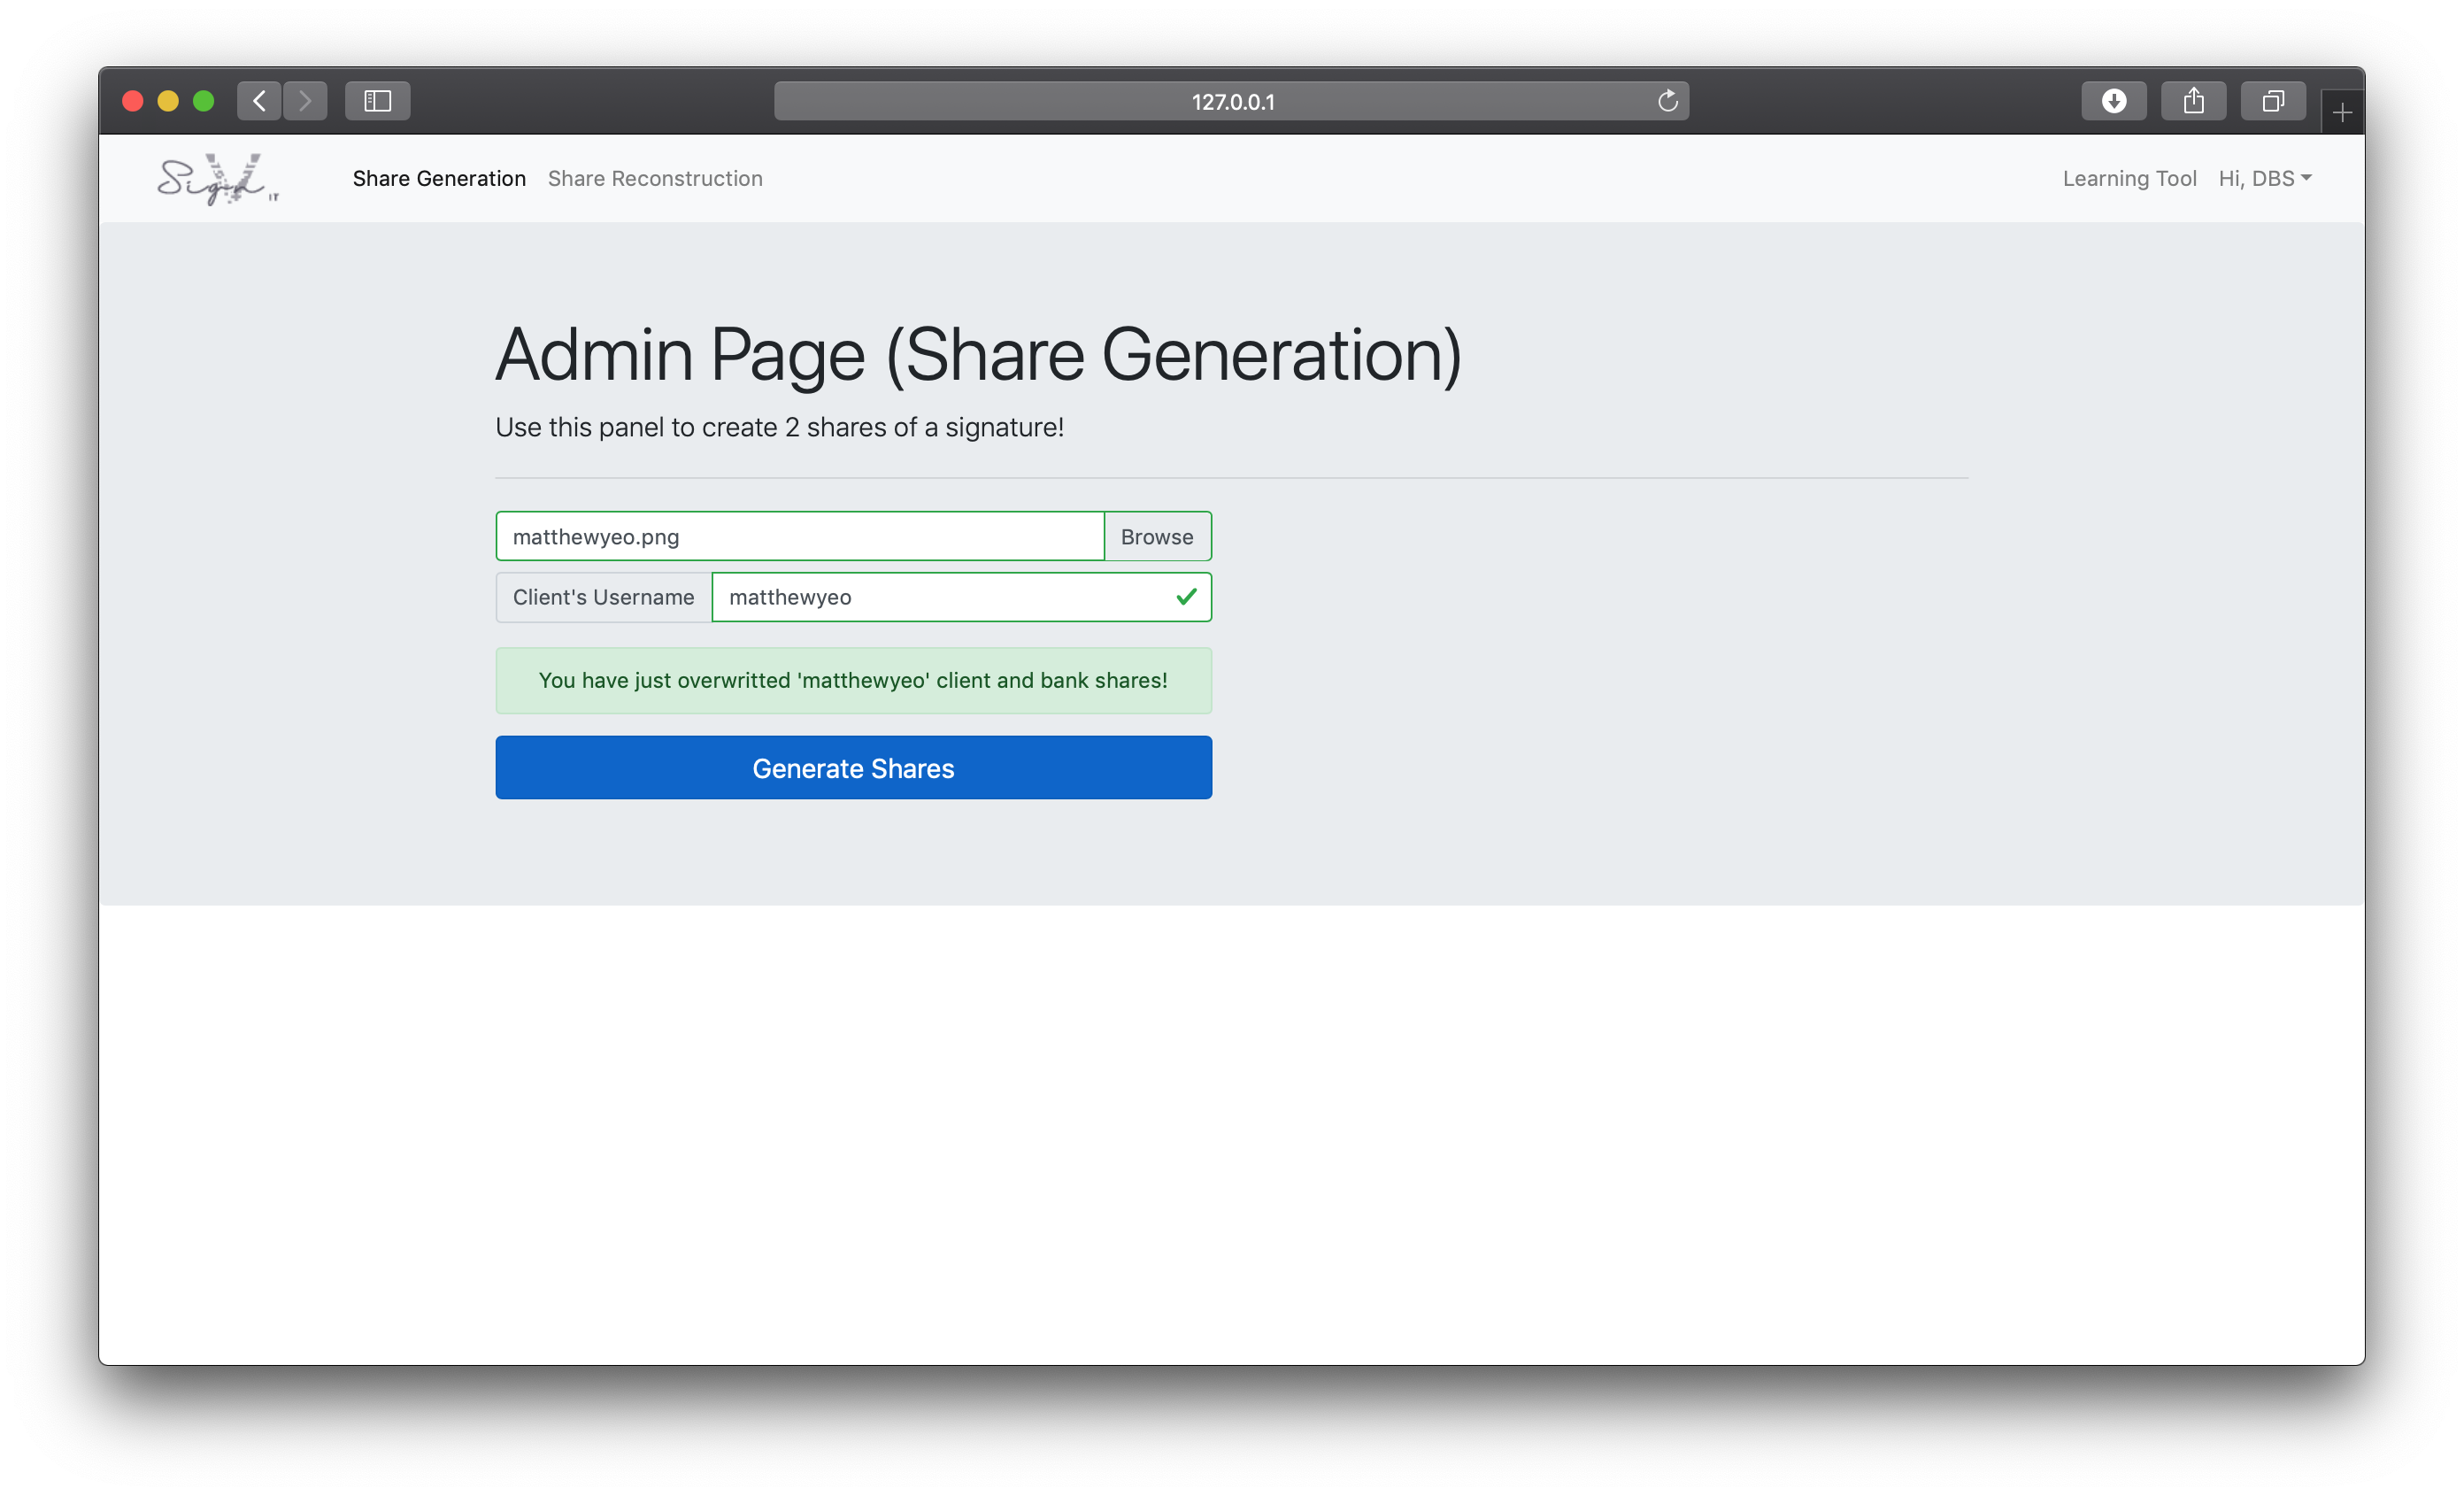 127.0.0.1
Sign V IT
Share Generation
Share Reconstruction
Learning Tool
Hi, DBS
Admin Page (Share Generation)
Use this panel to create 2 shares of a signature!
matthewyeo.png
Browse
Client's Username
matthewyeo
You have just overwritted 'matthewyeo' client and bank shares!
Generate Shares